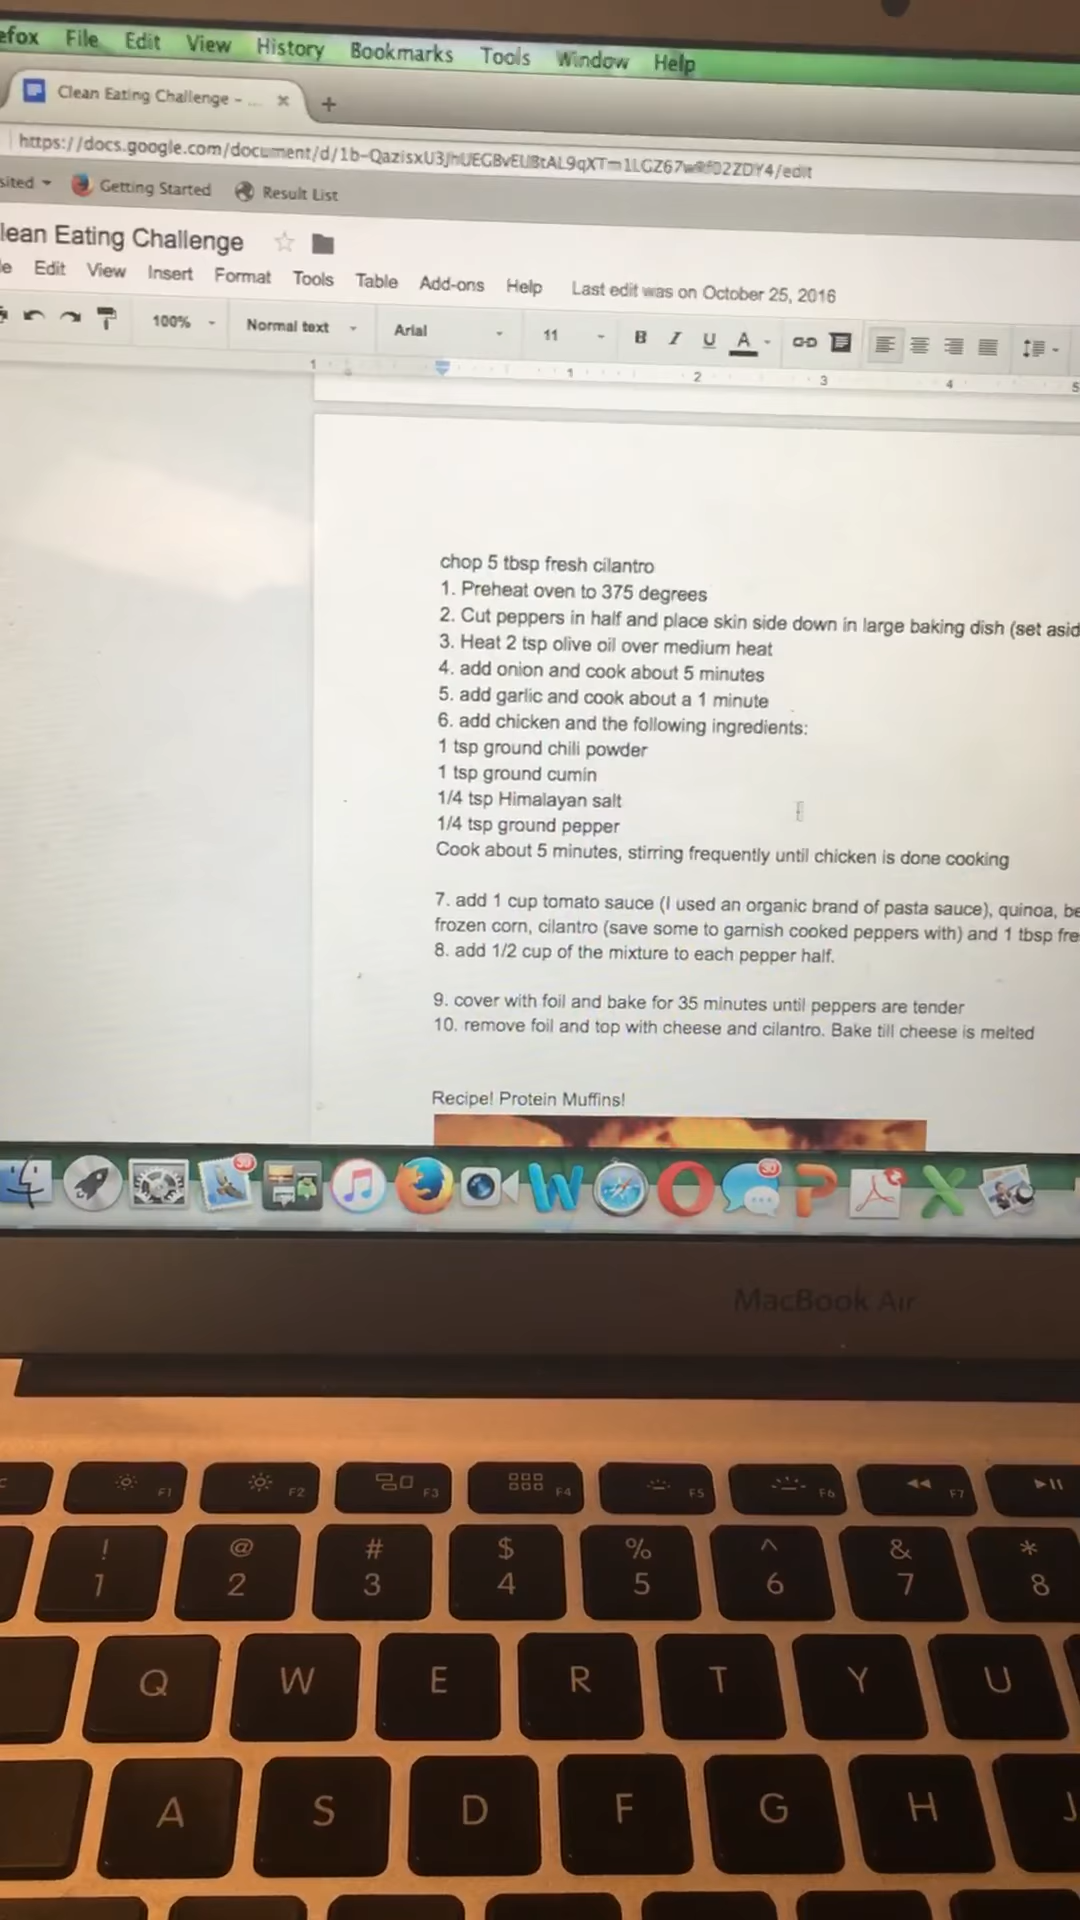 efox File Edit View History Bookmarks Tools Window Help
Clean Eating Challenge - ... × +
sited Getting Started Result List
lean Eating Challenge
e Edit View Insert Format Tools Table Add-ons Help Last edit was on October 25, 2016
100% Normal text Arial 11 B I U A
1 1 2 3 4 5
chop 5 tbsp fresh cilantro
1. Preheat oven to 375 degrees
2. Cut peppers in half and place skin side down in large baking dish (set asid
3. Heat 2 tsp olive oil over medium heat
4. add onion and cook about 5 minutes
5. add garlic and cook about a 1 minute
6. add chicken and the following ingredients:
1 tsp ground chili powder
1 tsp ground cumin
1/4 tsp Himalayan salt
1/4 tsp ground pepper
Cook about 5 minutes, stirring frequently until chicken is done cooking
7. add 1 cup tomato sauce (I used an organic brand of pasta sauce), quinoa, be
frozen corn, cilantro (save some to garnish cooked peppers with) and 1 tbsp fre
8. add 1/2 cup of the mixture to each pepper half.
9. cover with foil and bake for 35 minutes until peppers are tender
10. remove foil and top with cheese and cilantro. Bake till cheese is melted
Recipe! Protein Muffins!
30
MacBook Air
F1 F2 F3 F4 F5 F6 F7
! @ # $ % ^ & *
1 2 3 4 5 6 7 8
Q W E R T Y U
A S D F G H J